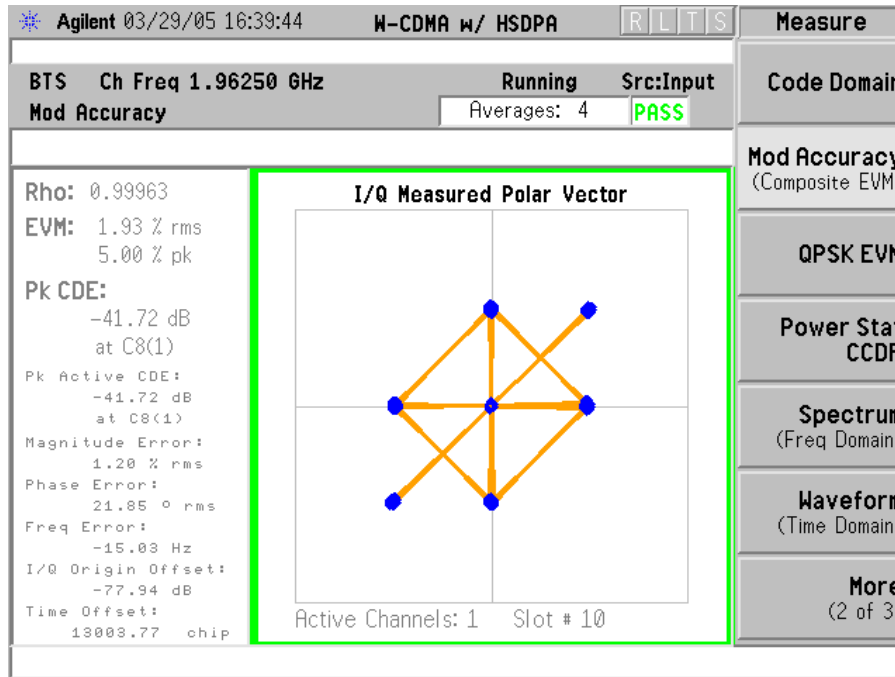 Agilent 03/29/05 16:39:44 W-CDMA w/ HSDPA R L T S Measure
BTS Ch Freq 1.96250 GHz Running Src:Input
Mod Accuracy Averages: 4 PASS
Rho: 0.99963
EVM: 1.93 % rms
5.00 % pk
Pk CDE:
-41.72 dB
at C8(1)
Pk Active CDE:
-41.72 dB
at C8(1)
Magnitude Error:
1.20 % rms
Phase Error:
21.85 º rms
Freq Error:
-15.03 Hz
I/Q Origin Offset:
-77.94 dB
Time Offset:
13003.77 chip
I/Q Measured Polar Vector
Active Channels: 1 Slot # 10
Code Domain
Mod Accuracy
(Composite EVM
QPSK EVM
Power Stat
CCDF
Spectrum
(Freq Domain
Waveform
(Time Domain
More
(2 of 3